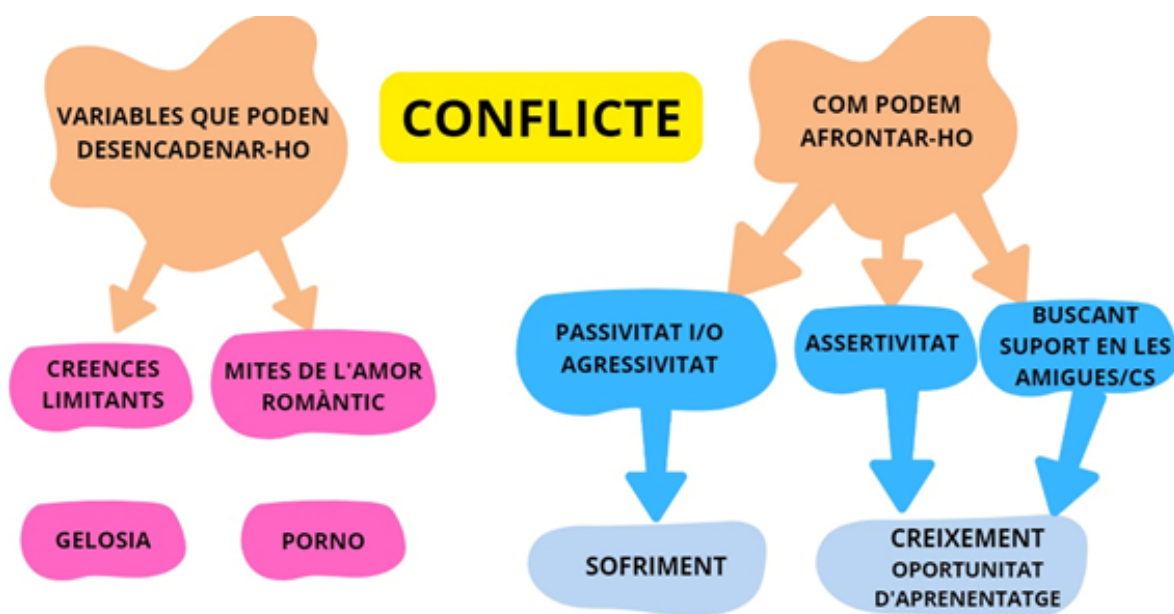 CONFLICTE
VARIABLES QUE PODEN
DESENCADENAR-HO
CREENCES
LIMITANTS
MITES DE L'AMOR
ROMÀNTIC
GELOSIA
PORNO
COM PODEM
AFRONTAR-HO
PASSIVITAT I/O
AGRESSIVITAT
ASSERTIVITAT
BUSCANT
SUPORT EN LES
AMIGUES/CS
SOFRIMENT
CREIXEMENT
OPORTUNITAT
D'APRENENTATGE